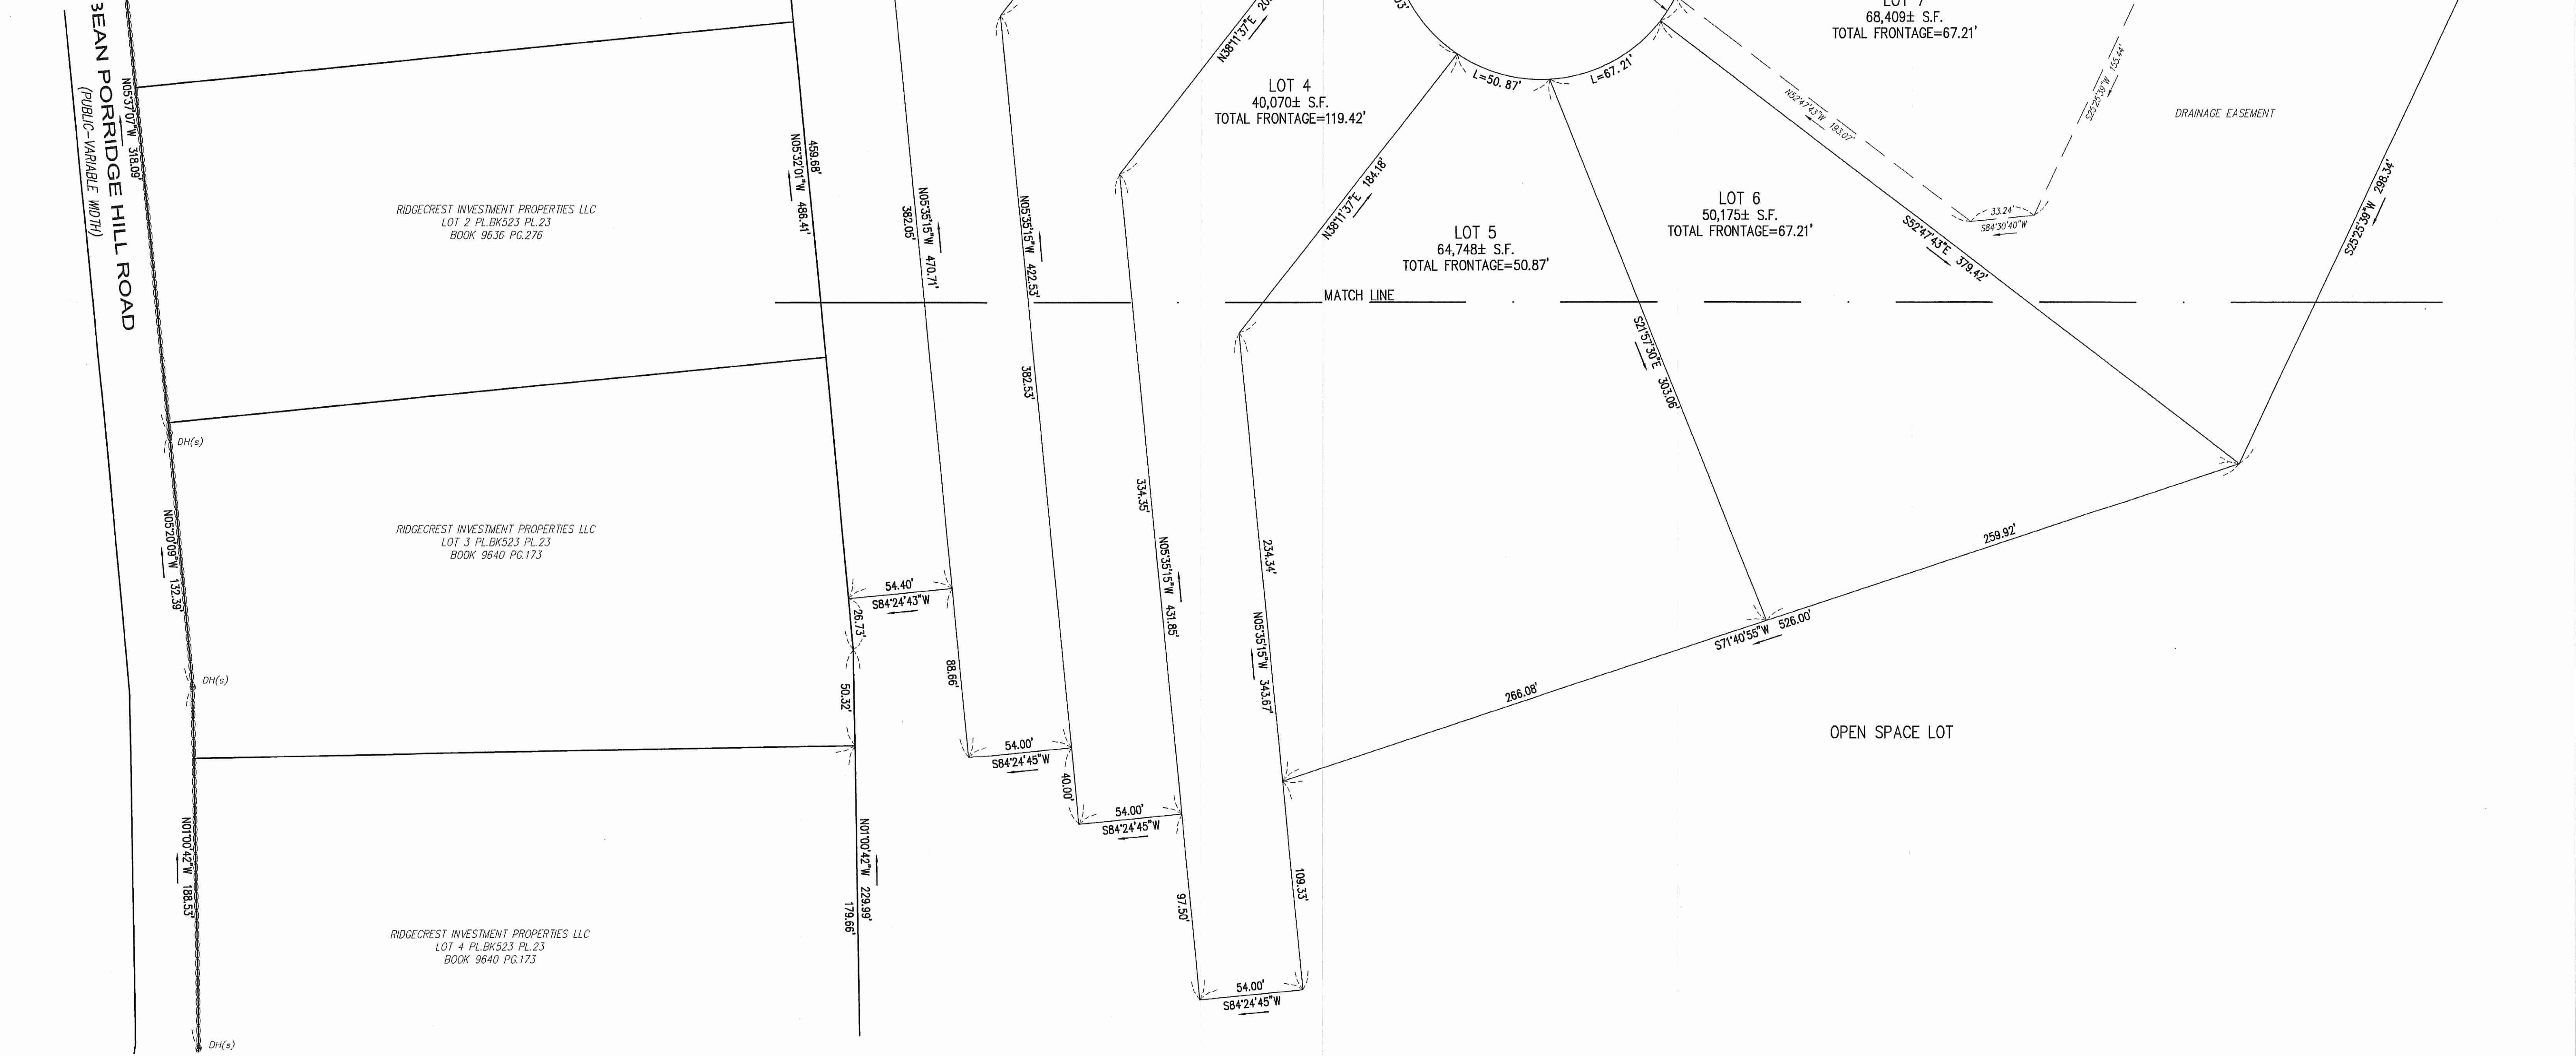 BEAN PORRIDGE HILL ROAD
(PUBLIC-VARIABLE WIDTH)
N05°37'07"W 318.09'
RIDGECREST INVESTMENT PROPERTIES LLC
LOT 2 PL.BK523 PL.23
BOOK 9636 PG.276
459.68'
N05°32'01"W 486.41'
382.05'
N05°35'15"W 470.71'
N05°35'15"W 422.53'
N38°11'37"E
LOT 4
40,070± S.F.
TOTAL FRONTAGE=119.42'
L=50.87'
L=67.21'
LOT 7
68,409± S.F.
TOTAL FRONTAGE=67.21'
N52°47'43"W 193.07'
S25°25'39"W 155.44'
DRAINAGE EASEMENT
33.24'
S84°30'40"W
S25°25'39"W 298.34'
N38°11'37"E 184.18'
LOT 5
64,748± S.F.
TOTAL FRONTAGE=50.87'
LOT 6
50,175± S.F.
TOTAL FRONTAGE=67.21'
S52°47'43"E 379.42'
MATCH LINE
S21°57'30"E 303.06'
382.53'
334.35'
N05°35'15"W 431.85'
234.34'
N05°35'15"W 343.67'
DH(s)
N05°20'09"W 132.39'
RIDGECREST INVESTMENT PROPERTIES LLC
LOT 3 PL.BK523 PL.23
BOOK 9640 PG.173
54.40'
S84°24'43"W
26.73'
88.66'
50.32'
259.92'
S71°40'55"W 526.00'
266.08'
DH(s)
OPEN SPACE LOT
54.00'
S84°24'45"W
40.00'
54.00'
S84°24'45"W
N01°00'42"W 188.53'
N01°00'42"W 229.99'
179.66'
97.50'
109.33'
RIDGECREST INVESTMENT PROPERTIES LLC
LOT 4 PL.BK523 PL.23
BOOK 9640 PG.173
54.00'
S84°24'45"W
DH(s)